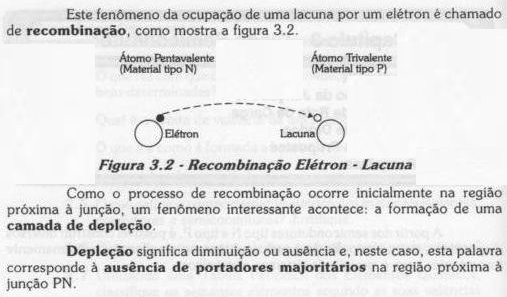 Este fenômeno da ocupação de uma lacuna por um elétron é chamado
de recombinação, como mostra a figura 3.2.
Átomo Pentavalente
(Material tipo N)
Átomo Trivalente
(Material tipo P)
Elétron
Lacuna
Figura 3.2 - Recombinação Elétron - Lacuna
Como o processo de recombinação ocorre inicialmente na região
próxima à junção, um fenômeno interessante acontece: a formação de uma
camada de depleção.
Depleção significa diminuição ou ausência e, neste caso, esta palavra
corresponde à ausência de portadores majoritários na região próxima à
junção PN.